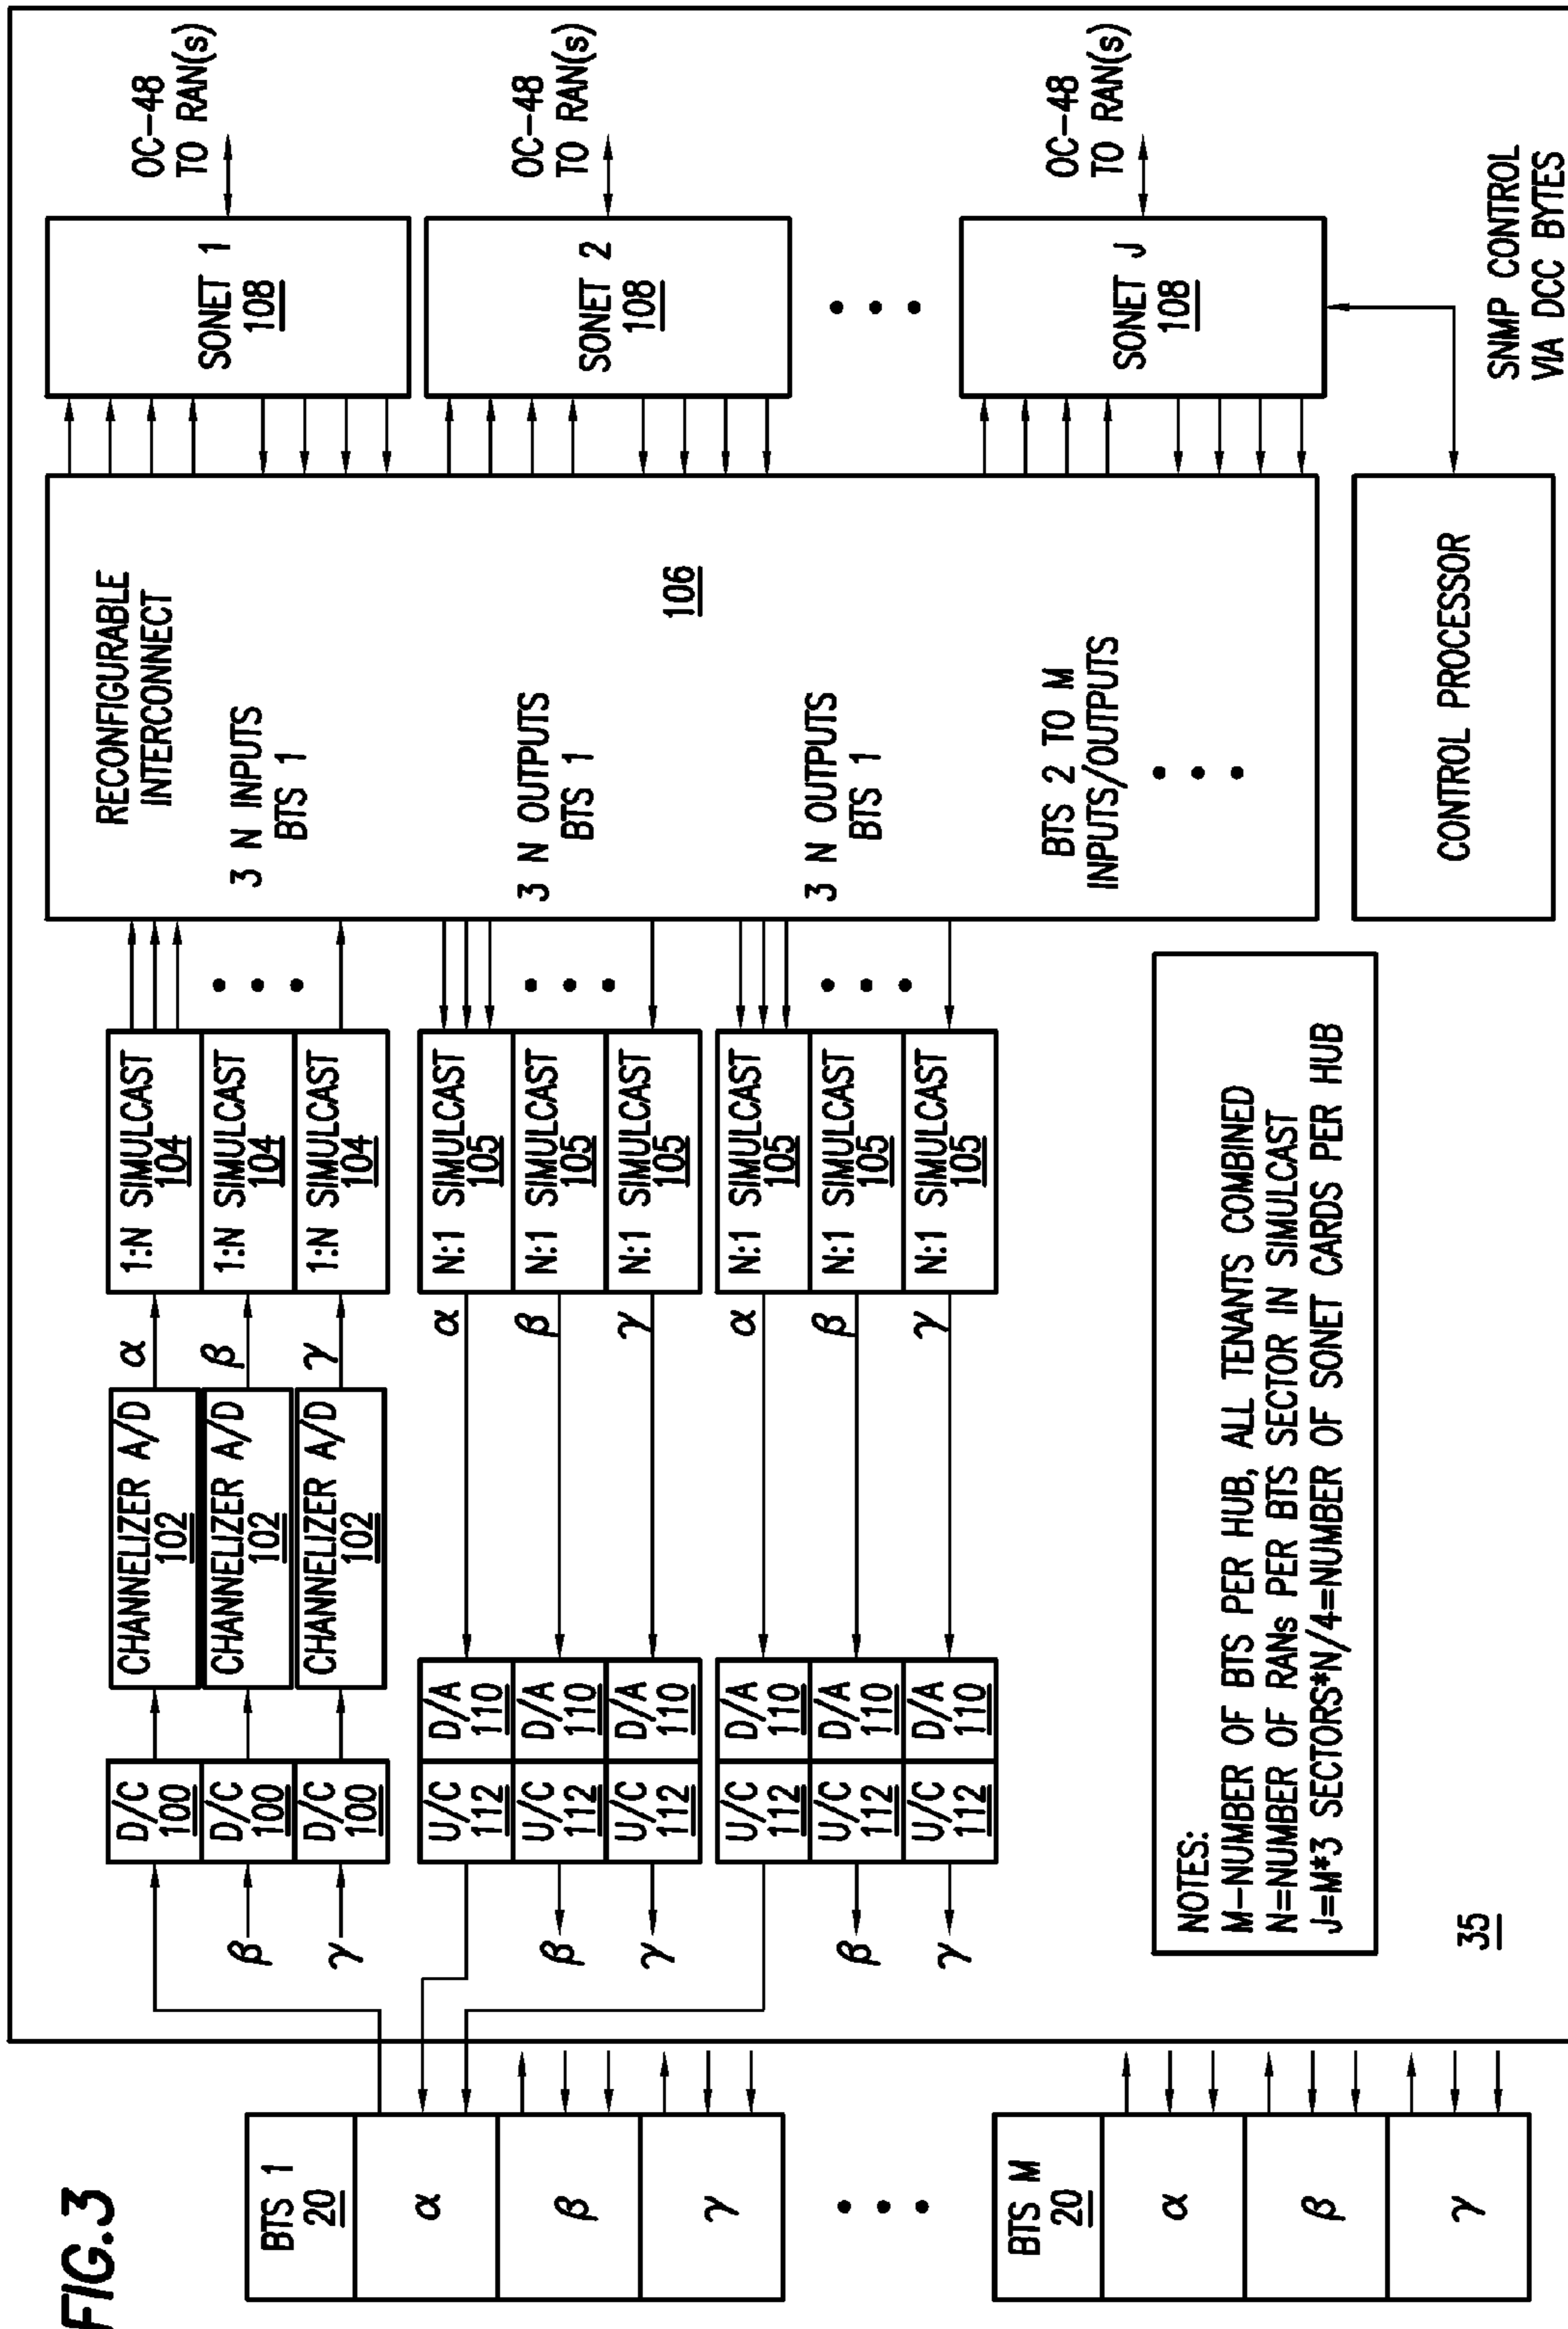 FIG.3
BTS 1
20
α
β
γ
BTS M
20
α
β
γ
D/C
100
D/C
100
D/C
100
β
γ
CHANNELIZER A/D
102
CHANNELIZER A/D
102
CHANNELIZER A/D
102
α
β
γ
1:N SIMULCAST
104
1:N SIMULCAST
104
1:N SIMULCAST
104
U/C
112
D/A
110
U/C
112
D/A
110
U/C
112
D/A
110
β
γ
α
β
γ
N:1 SIMULCAST
105
N:1 SIMULCAST
105
N:1 SIMULCAST
105
U/C
112
D/A
110
U/C
112
D/A
110
U/C
112
D/A
110
β
γ
α
β
γ
N:1 SIMULCAST
105
N:1 SIMULCAST
105
N:1 SIMULCAST
105
RECONFIGURABLE
INTERCONNECT
3 N INPUTS
BTS 1
106
3 N OUTPUTS
BTS 1
3 N OUTPUTS
BTS 1
BTS 2 TO M
INPUTS/OUTPUTS
SONET 1
108
OC-48
TO RAN(s)
SONET 2
108
OC-48
TO RAN(s)
SONET J
108
OC-48
TO RAN(s)
CONTROL PROCESSOR
SNMP CONTROL
VIA DCC BYTES
NOTES:
M-NUMBER OF BTS PER HUB, ALL TENANTS COMBINED
N=NUMBER OF RANs PER BTS SECTOR IN SIMULCAST
J=M*3 SECTORS*N/4=NUMBER OF SONET CARDS PER HUB
35